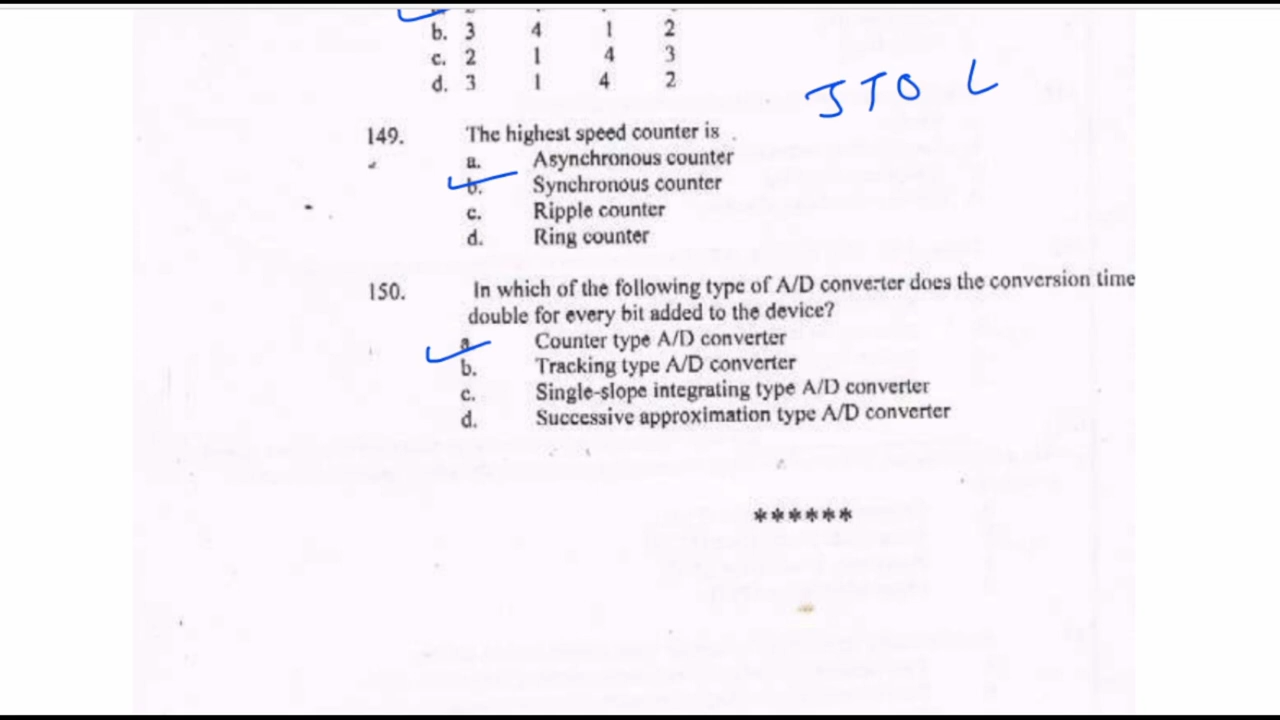 b. 3 4 1 2
c. 2 1 4 3
d. 3 1 4 2
JTO L
149. The highest speed counter is
a. Asynchronous counter
b. Synchronous counter
c. Ripple counter
d. Ring counter
150. In which of the following type of A/D converter does the conversion time
double for every bit added to the device?
a. Counter type A/D converter
b. Tracking type A/D converter
c. Single-slope integrating type A/D converter
d. Successive approximation type A/D converter
******